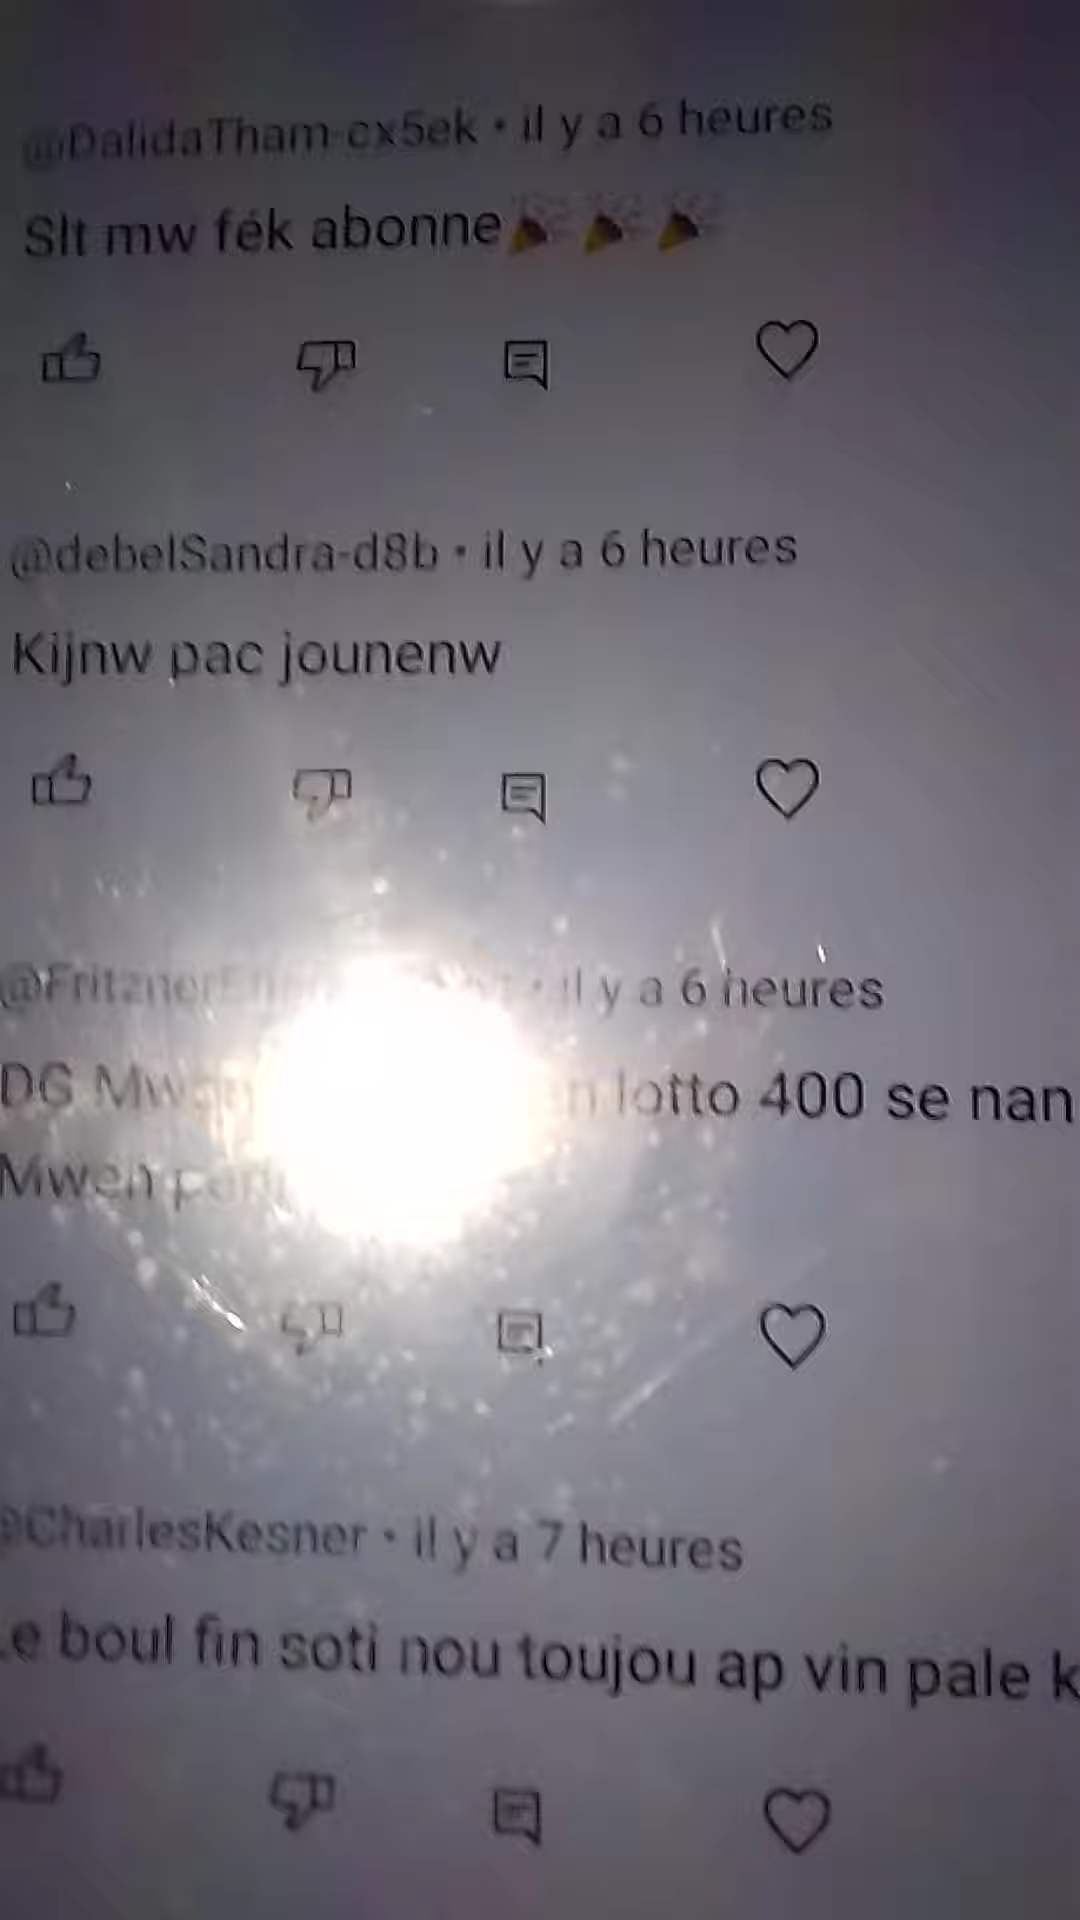 @DalidaTham-cx5ek • il y a 6 heures
Slt mw fék abonne🎉🎉🎉
@debelSandra-d8b • il y a 6 heures
Kijnw pac jounenw
il y a 6 heures
DG Mwen lotto 400 se nan
Mwen
@CharlesKesner • il y a 7 heures
boul fin soti nou toujou ap vin pale